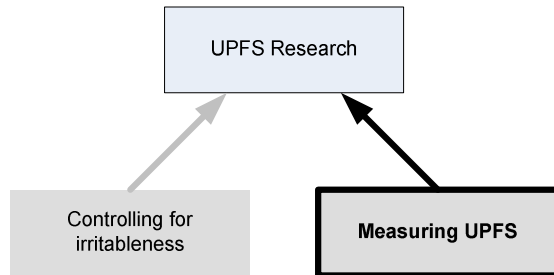 UPFS Research
Controlling for
irritableness
Measuring UPFS